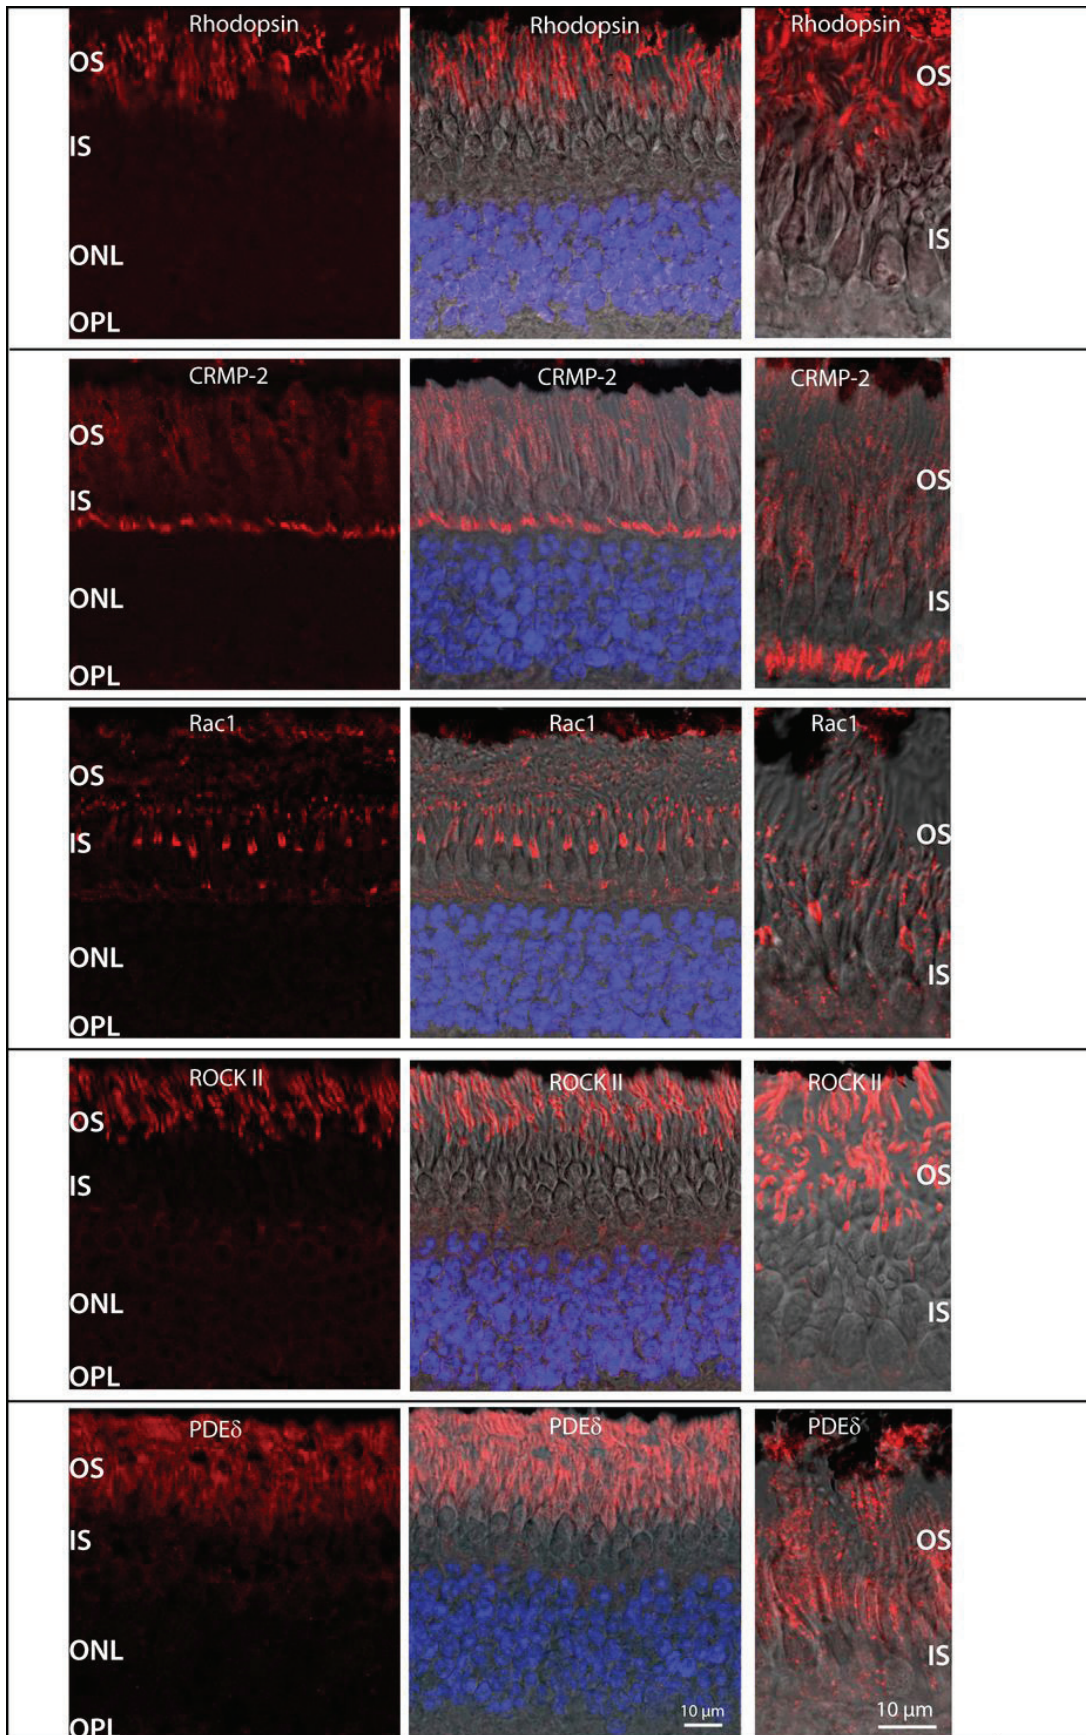 Rhodopsin Rhodopsin Rhodopsin
OS OS
IS
IS
ONL
OPL
CRMP-2 CRMP-2 CRMP-2
OS
OS
IS
ONL IS
OPL
Rac1 Rac1 Rac1
OS
OS
IS
ONL IS
OPL
ROCK II ROCK II ROCK II
OS
OS
IS
ONL IS
OPL
PDEδ PDEδ PDEδ
OS
IS OS
ONL IS
10 µm 10 µm
OPL